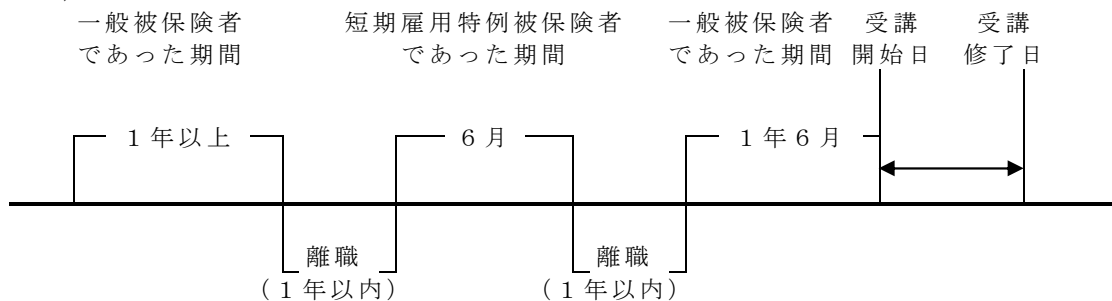 一般被保険者 短期雇用特例被保険者 一般被保険者 受講 受講
であった期間 であった期間 であった期間 開始日 修了日
1年以上 6月 1年6月
離職 離職
(1年以内) (1年以内)